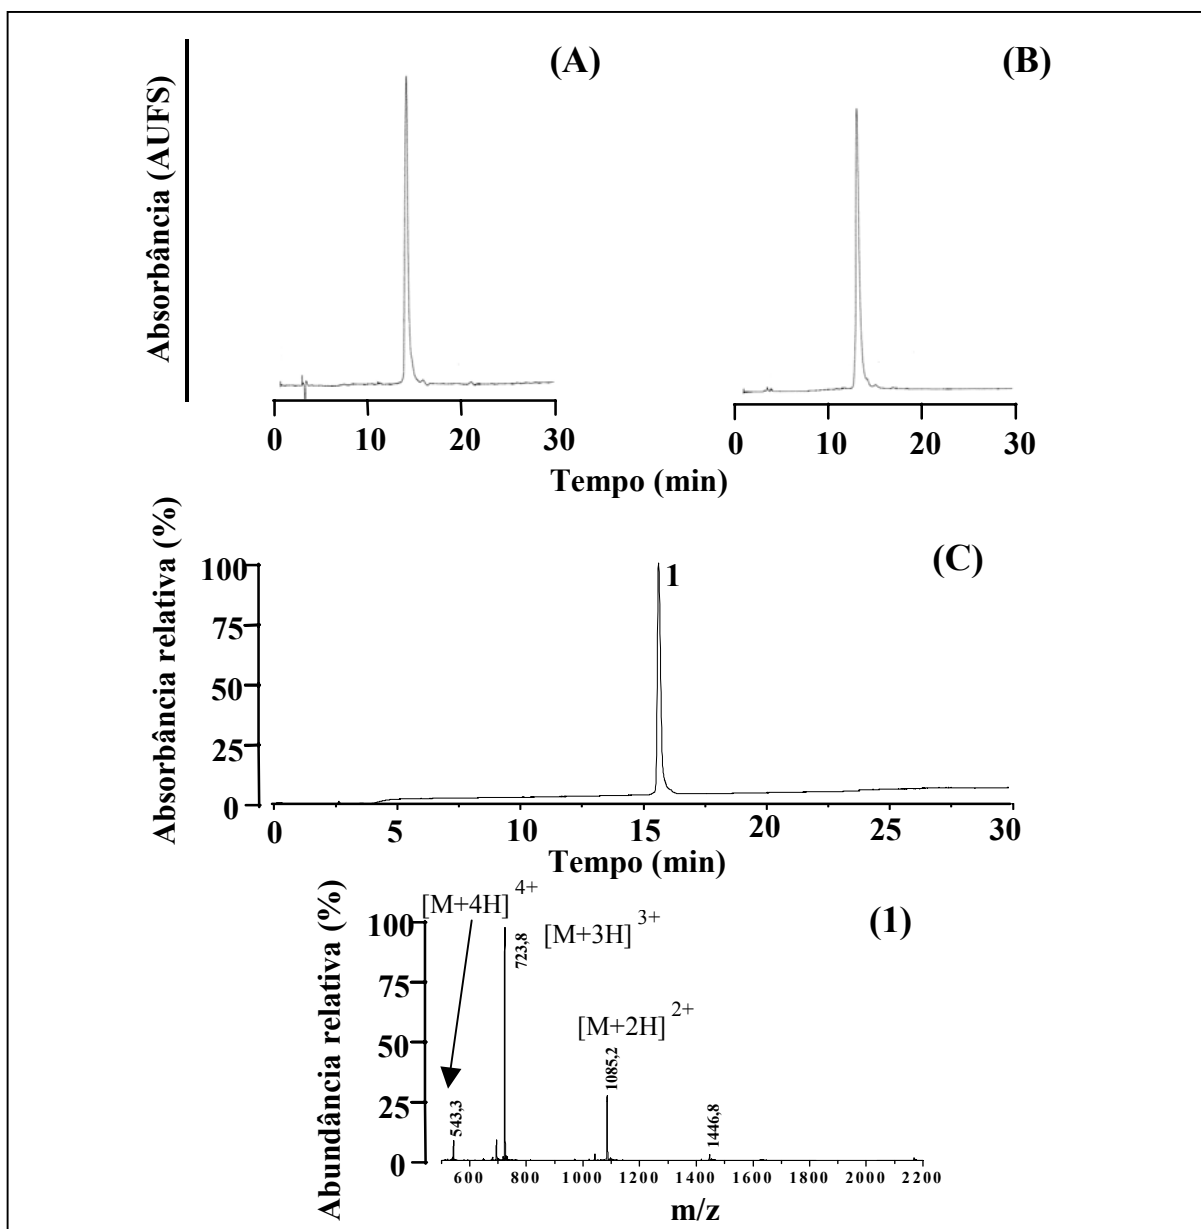 (A)
(B)
Absorbância (AUFS)
0 10 20 30
0 10 20 30
Tempo (min)
(C)
Absorbância relativa (%)
100
75
50
25
0
1
0 5 10 15 20 25 30
Tempo (min)
(1)
Abundância relativa (%)
100
75
50
25
0
[M+4H] 4+
[M+3H] 3+
[M+2H] 2+
543,3
723,8
1085,2
1446,8
600 800 1000 1200 1400 1600 1800 2000 2200
m/z